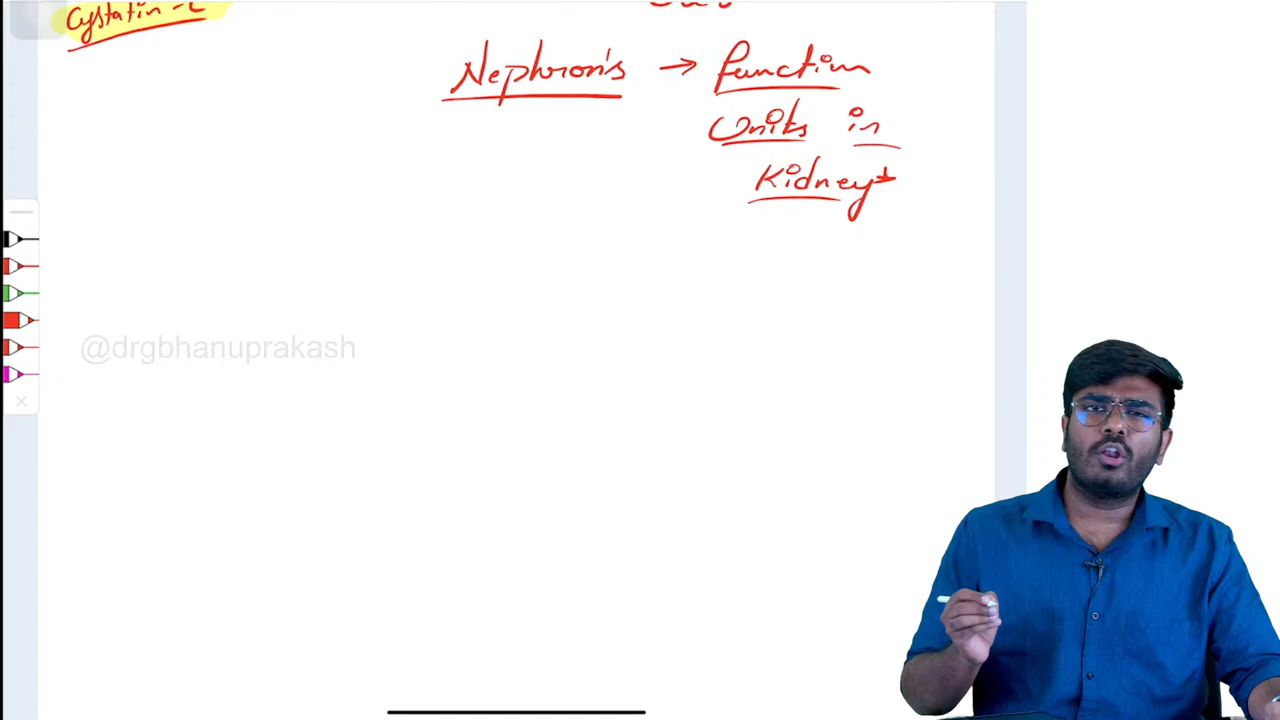 Cystatin-C
Nephron's → Function
Units in
Kidney
@drgbhanuprakash